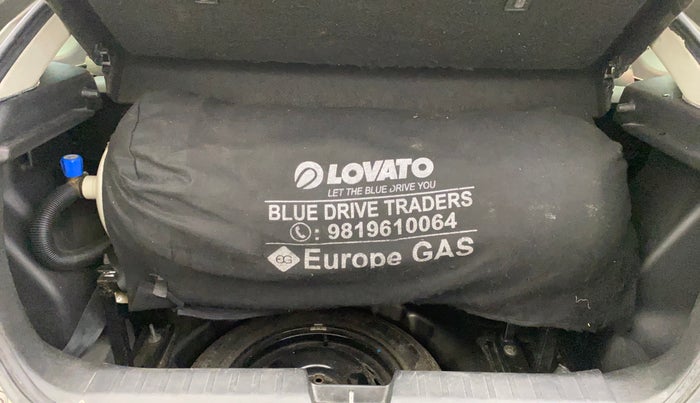 LOVATO
LET THE BLUE DRIVE YOU
BLUE DRIVE TRADERS
: 9819610064
EG Europe GAS